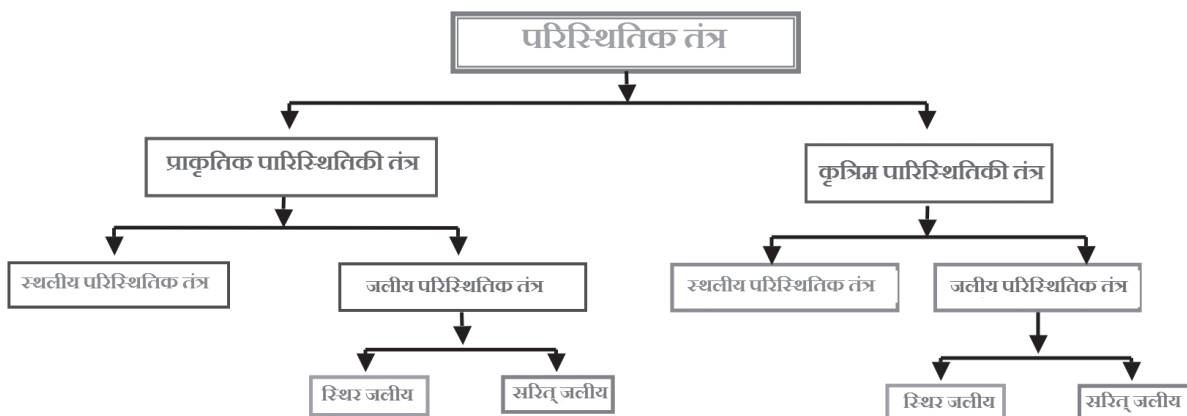 परिस्थितिक तंत्र
प्राकृतिक पारिस्थितिकी तंत्र
कृत्रिम पारिस्थितिकी तंत्र
स्थलीय परिस्थितिक तंत्र
जलीय परिस्थितिक तंत्र
स्थलीय परिस्थितिक तंत्र
जलीय परिस्थितिक तंत्र
स्थिर जलीय
सरित् जलीय
स्थिर जलीय
सरित् जलीय